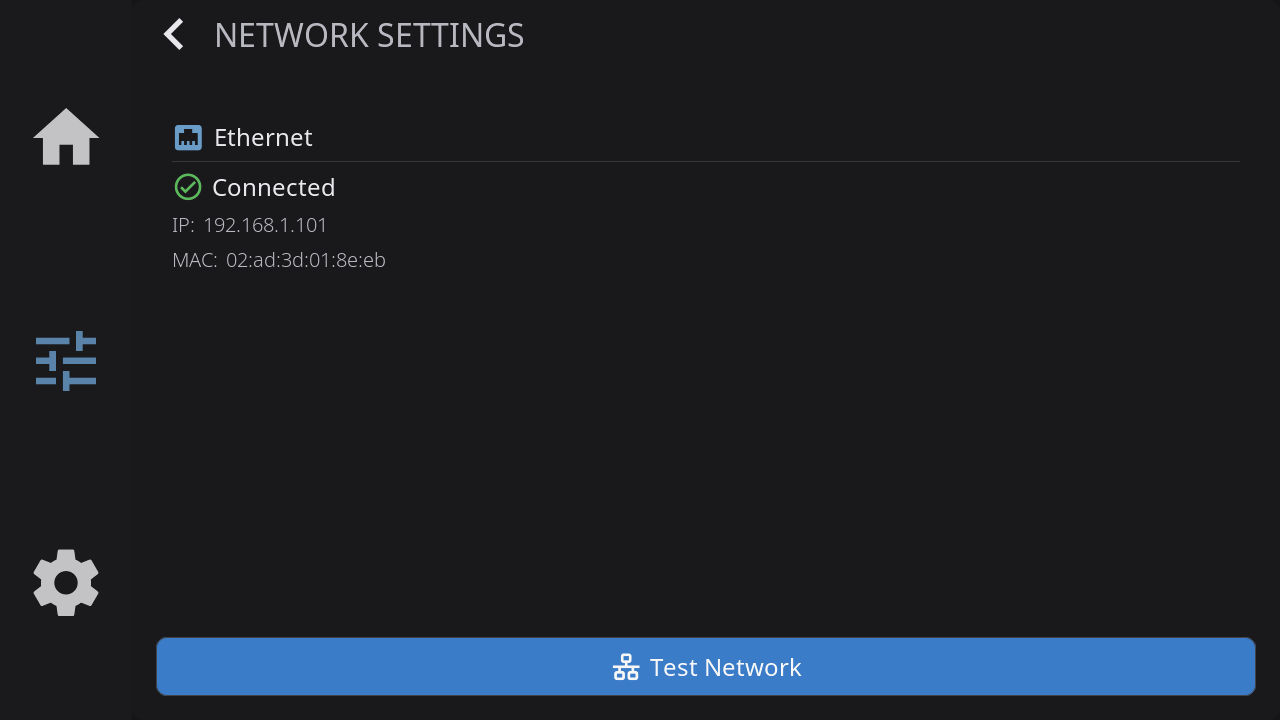 NETWORK SETTINGS
Ethernet
Connected
IP: 192.168.1.101
MAC: 02:ad:3d:01:8e:eb
Test Network